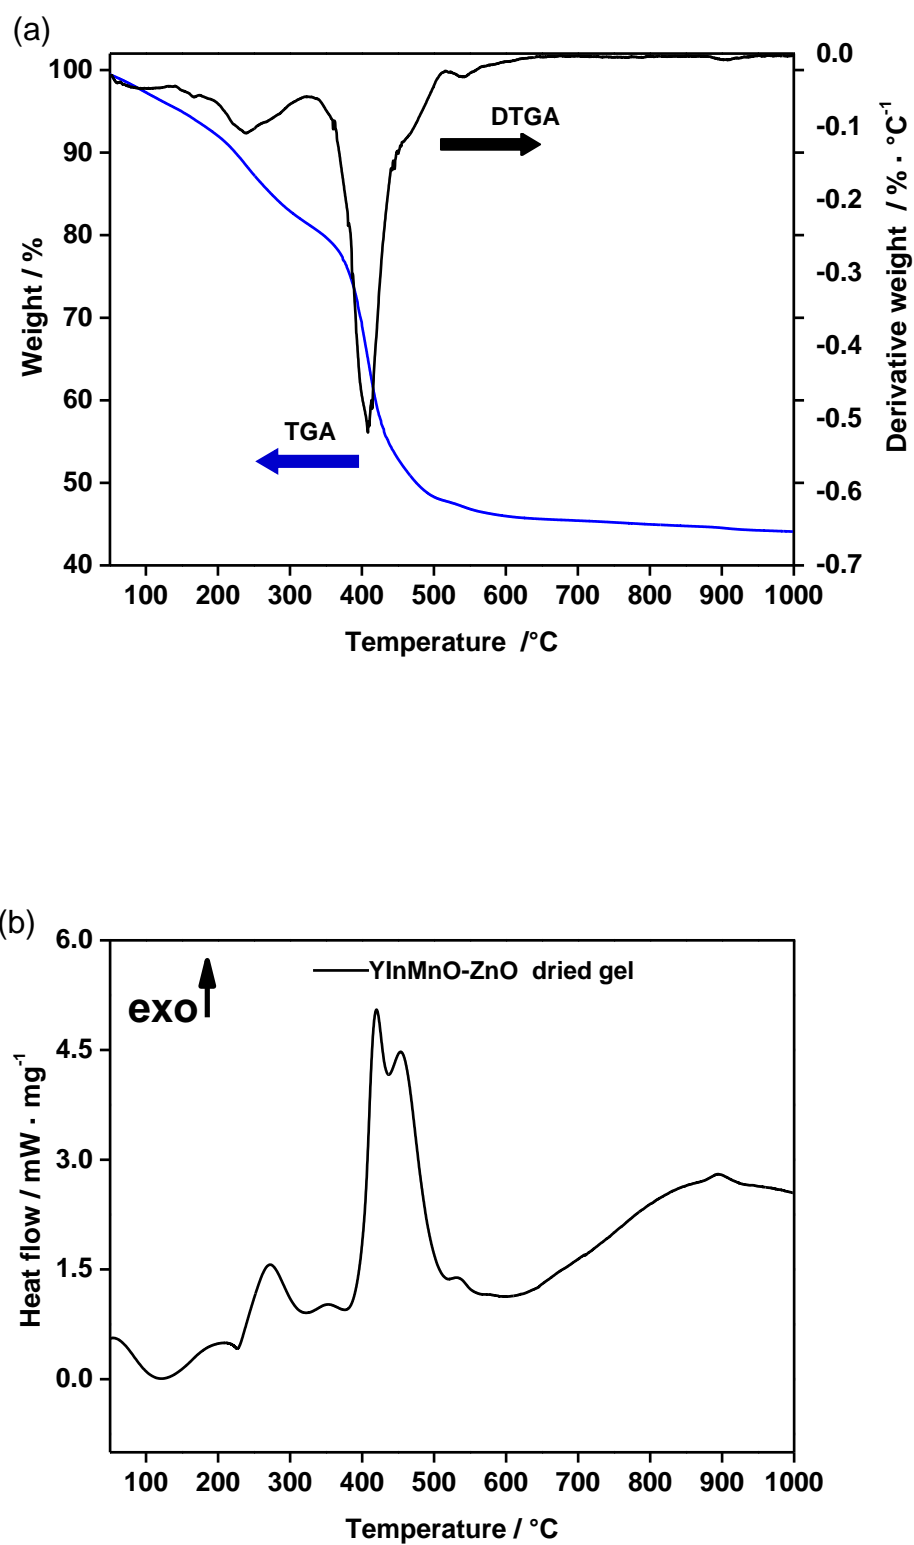 (a)
100
90
80
70
60
50
40
Weight / %
0.0
-0.1
-0.2
-0.3
-0.4
-0.5
-0.6
-0.7
Derivative weight / % · °C⁻¹
DTGA
TGA
100 200 300 400 500 600 700 800 900 1000
Temperature /°C
(b)
6.0
4.5
3.0
1.5
0.0
Heat flow / mW · mg⁻¹
exo
YInMnO-ZnO dried gel
100 200 300 400 500 600 700 800 900 1000
Temperature / °C